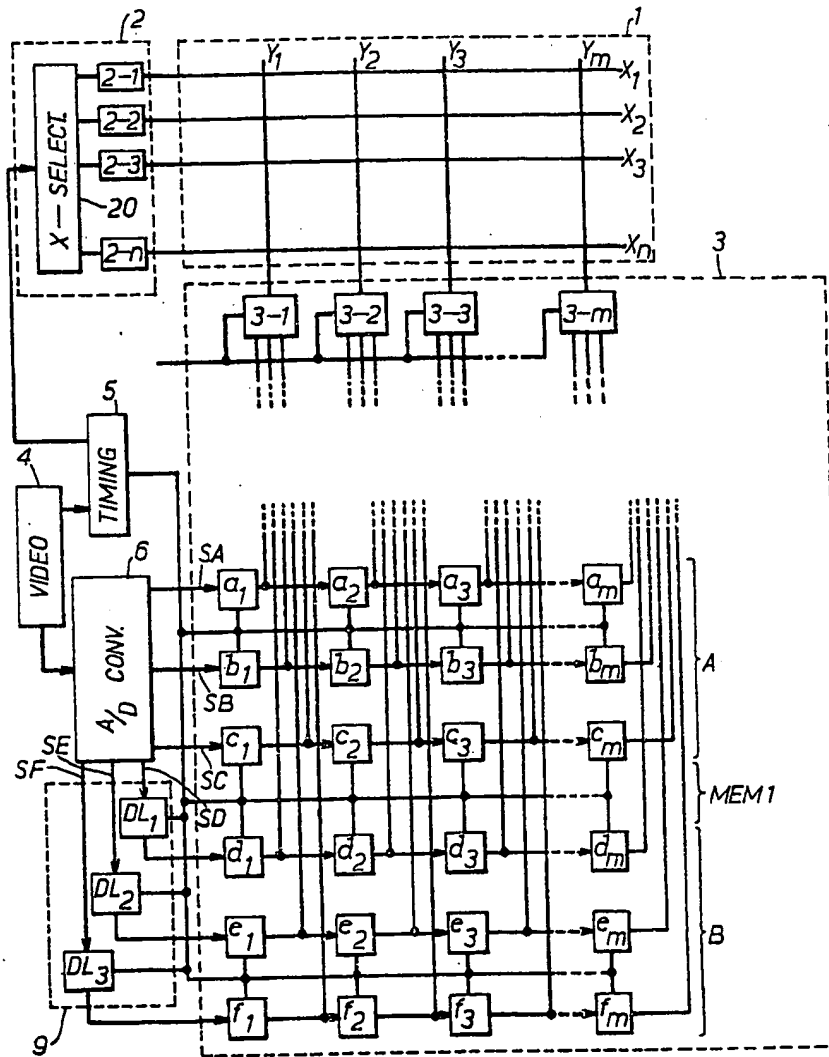 2
1
Y1 Y2 Y3 Ym
X — SELECT.
20
2-1
2-2
2-3
2-n
X1
X2
X3
Xn
3
3-1 3-2 3-3 3-m
5
TIMING
4
VIDEO
6
A/D CONV.
SA
SB
SC
SD
SE
SF
a1 a2 a3 am
b1 b2 b3 bm
A
c1 c2 c3 cm
MEM1
DL1
d1 d2 d3 dm
DL2
e1 e2 e3 em
B
DL3
f1 f2 f3 fm
9